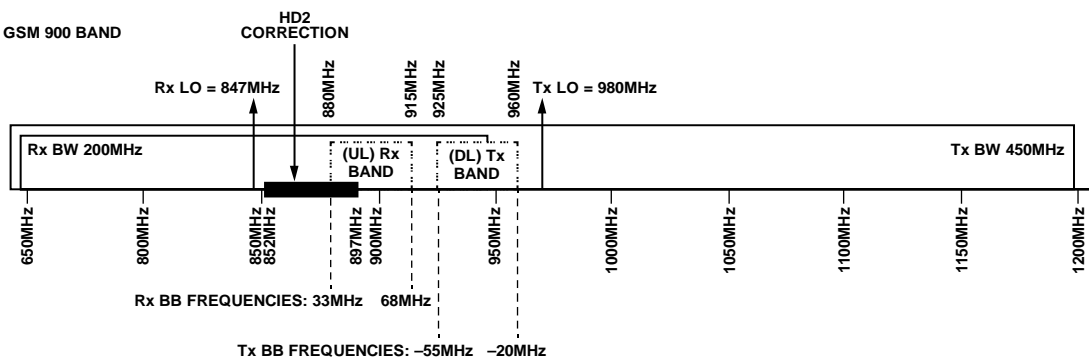 GSM 900 BAND
HD2
CORRECTION
Rx LO = 847MHz
880MHz
915MHz
925MHz
960MHz
Tx LO = 980MHz
Rx BW 200MHz
(UL) Rx
BAND
(DL) Tx
BAND
Tx BW 450MHz
650MHz
800MHz
850MHz
852MHz
897MHz
900MHz
950MHz
1000MHz
1050MHz
1100MHz
1150MHz
1200MHz
Rx BB FREQUENCIES: 33MHz 68MHz
Tx BB FREQUENCIES: –55MHz –20MHz